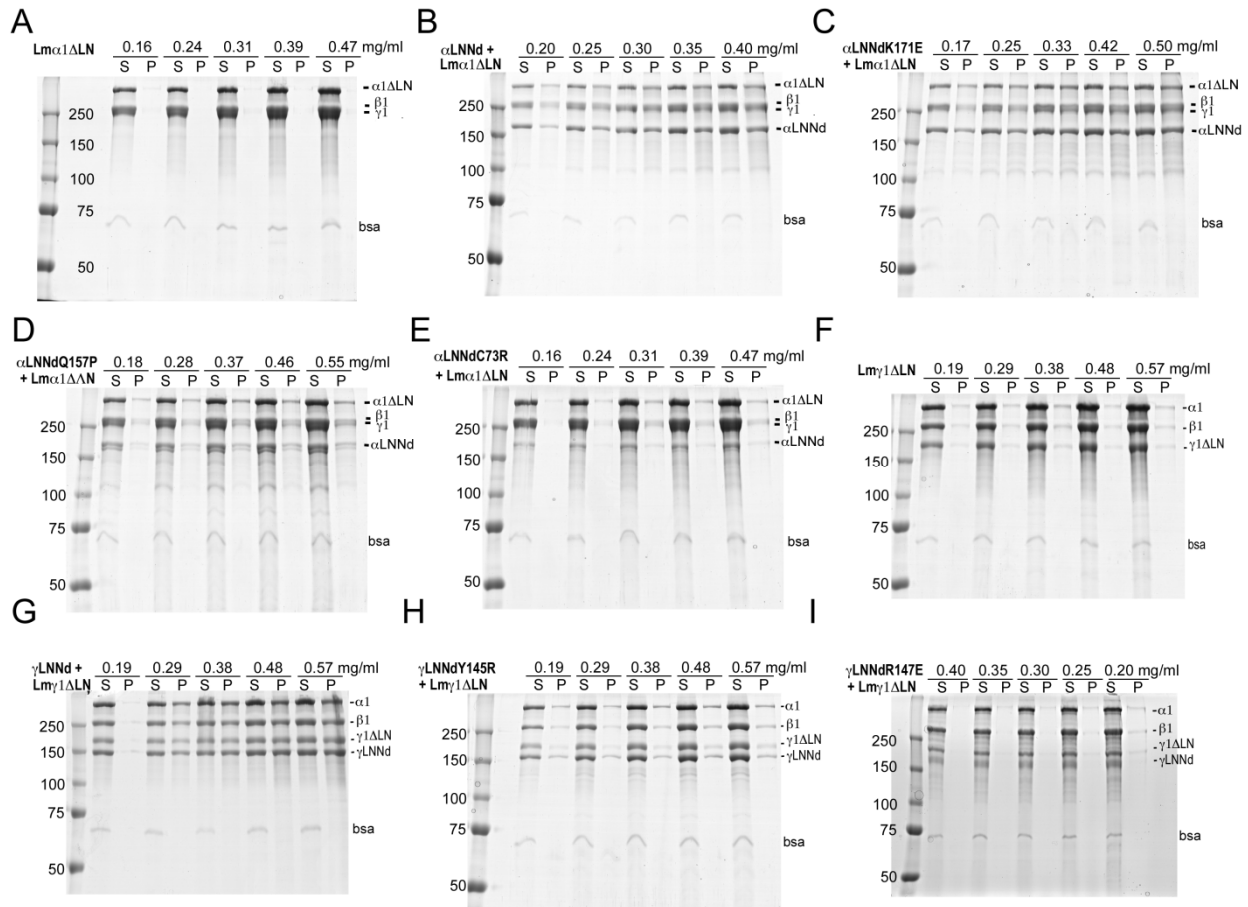 A
Lmα1ΔLN 0.16 0.24 0.31 0.39 0.47 mg/ml
S P S P S P S P S P
α1ΔLN
β1
γ1
250
150
100
75
50
bsa
B
αLNNd + 0.20 0.25 0.30 0.35 0.40 mg/ml
Lmα1ΔLN S P S P S P S P S P
α1ΔLN
β1
γ1
αLNNd
250
150
100
75
50
bsa
C
αLNNdK171E 0.17 0.25 0.33 0.42 0.50 mg/ml
+ Lmα1ΔLN S P S P S P S P S P
α1ΔLN
β1
γ1
αLNNd
250
150
100
75
50
bsa
D
αLNNdQ157P 0.18 0.28 0.37 0.46 0.55 mg/ml
+ Lmα1ΛΛN S P S P S P S P S P
α1ΔLN
β1
γ1
αLNNd
250
150
100
75
50
bsa
E
αLNNdC73R 0.16 0.24 0.31 0.39 0.47 mg/ml
+ Lmα1ΔLN S P S P S P S P S P
α1ΔLN
β1
γ1
αLNNd
250
150
100
75
50
bsa
F
Lmγ1ΔLN 0.19 0.29 0.38 0.48 0.57 mg/ml
S P S P S P S P S P
-α1
-β1
-γ1ΔLN
250
150
100
75
50
bsa
G
γLNNd + 0.19 0.29 0.38 0.48 0.57 mg/ml
Lmγ1ΔLN S P S P S P S P S P
-α1
-β1
-γ1ΔLN
-γLNNd
250
150
100
75
50
bsa
H
γLNNdY145R 0.19 0.29 0.38 0.48 0.57 mg/ml
+ Lmγ1ΔLN S P S P S P S P S P
-α1
-β1
-γ1ΔLN
-γLNNd
250
150
100
75
50
bsa
I
γLNNdR147E 0.40 0.35 0.30 0.25 0.20 mg/ml
+ Lmγ1ΔLN S P S P S P S P S P
-α1
-β1
-γ1ΔLN
-γLNNd
250
150
100
75
50
bsa